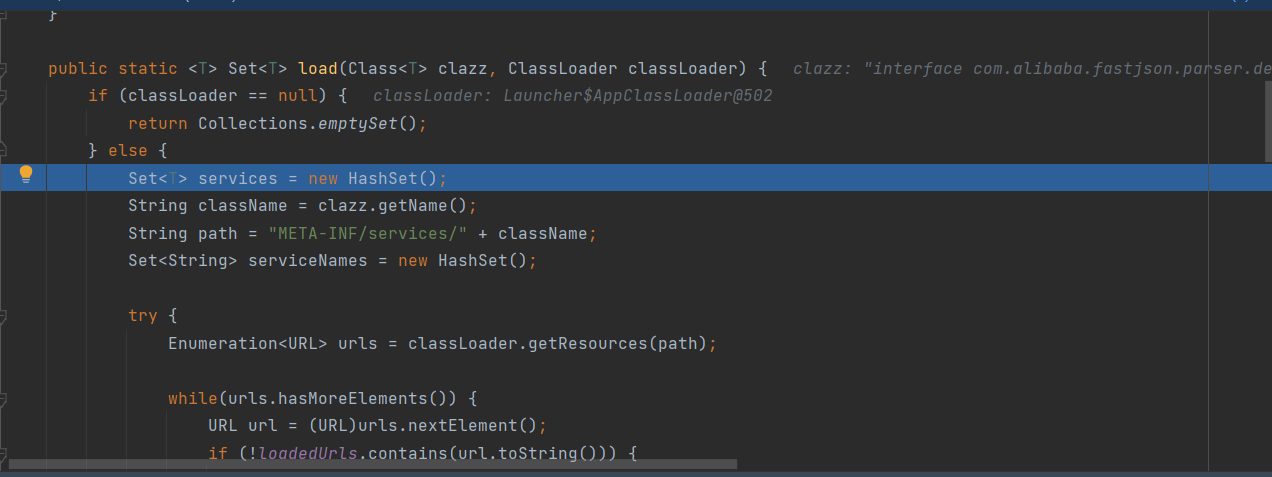 }
public static <T> Set<T> load(Class<T> clazz, ClassLoader classLoader) {   clazz: "interface com.alibaba.fastjson.parser.de
if (classLoader == null) {   classLoader: Launcher$AppClassLoader@502
return Collections.emptySet();
} else {
Set<T> services = new HashSet();
String className = clazz.getName();
String path = "META-INF/services/" + className;
Set<String> serviceNames = new HashSet();
try {
Enumeration<URL> urls = classLoader.getResources(path);
while(urls.hasMoreElements()) {
URL url = (URL)urls.nextElement();
if (!loadedUrls.contains(url.toString())) {